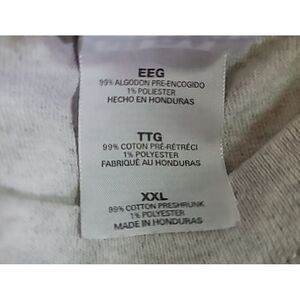 EEG
99% ALGODON PRE-ENCOGIDO
1% POLIESTER
HECHO EN HONDURAS
TTG
99% COTON PRÉ-RÉTRÉCI
1% POLYESTER
FABRIQUÉ AU HONDURAS
XXL
99% COTTON PRESHRUNK
1% POLYESTER
MADE IN HONDURAS